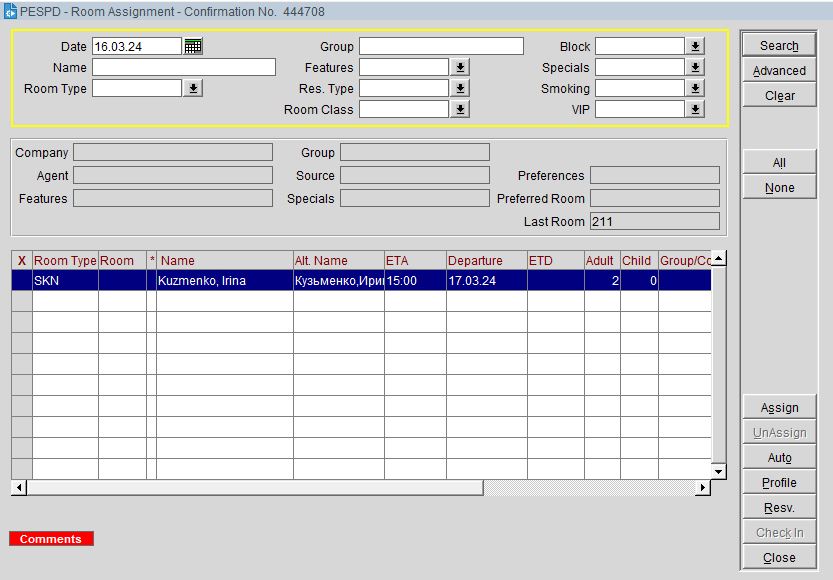 PESPD - Room Assignment - Confirmation No. 444708
Date 16.03.24 Group Block Search
Name Features Specials Advanced
Room Type Res. Type Smoking Clear
Room Class VIP
Company Group All
Agent Source Preferences None
Features Specials Preferred Room
Last Room 211
X Room Type Room * Name Alt. Name ETA Departure ETD Adult Child Group/Co
SKN Kuzmenko, Irina Кузьменко,Ири 15:00 17.03.24 2 0
Assign
UnAssign
Auto
Profile
Resv.
Comments Check In
Close